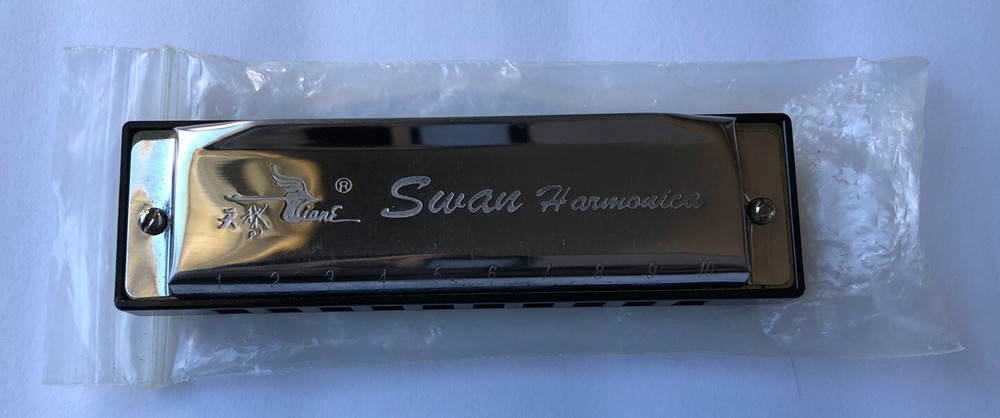 天鹅 TianE ® Swan Harmonica
1 2 3 4 5 6 7 8 9 10